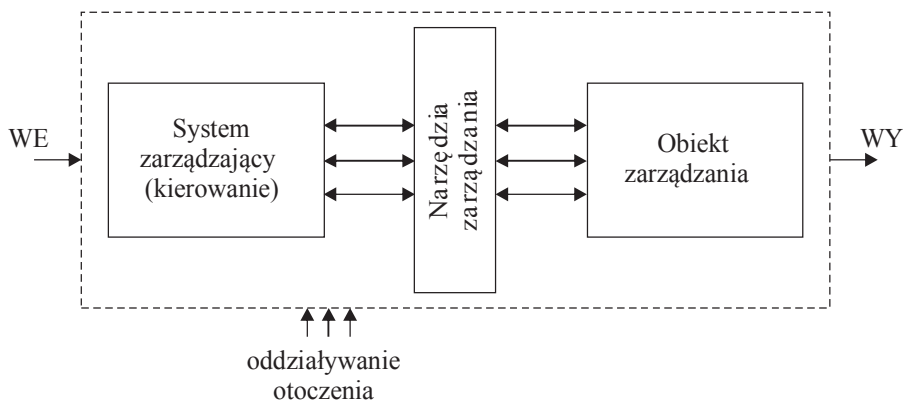 WE
System
zarządzający
(kierowanie)
Narzędzia
zarządzania
Obiekt
zarządzania
WY
oddziaływanie
otoczenia